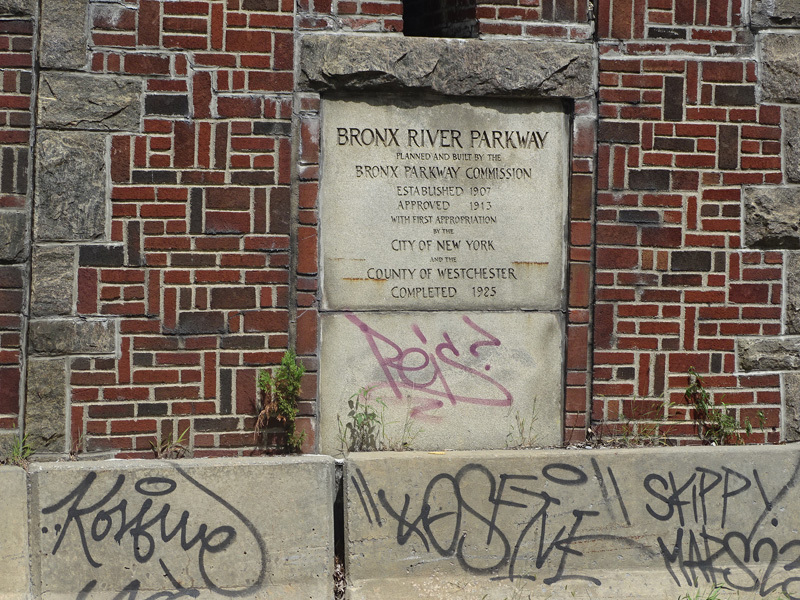 BRONX RIVER PARKWAY
PLANNED AND BUILT BY THE
BRONX PARKWAY COMMISSION
ESTABLISHED 1907
APPROVED 1913
WITH FIRST APPROPRIATION
BY THE
CITY OF NEW YORK
AND THE
COUNTY OF WESTCHESTER
COMPLETED 1925
SKIPPY